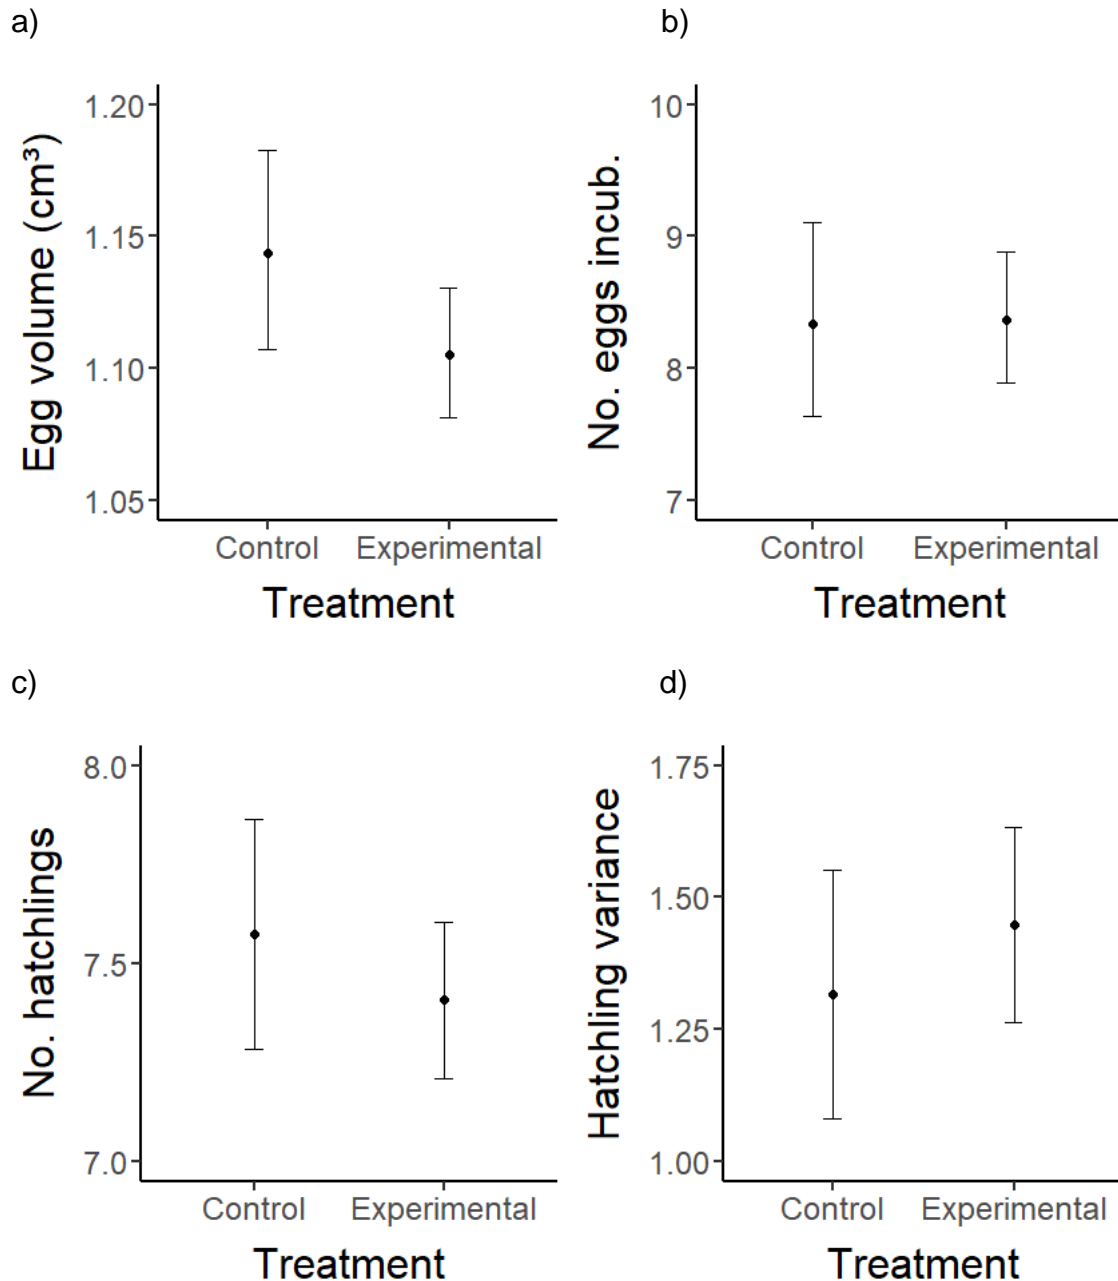 a)
Egg volume (cm³)
1.20
1.15
1.10
1.05
Control Experimental
Treatment
b)
No. eggs incub.
10
9
8
7
Control Experimental
Treatment
c)
No. hatchlings
8.0
7.5
7.0
Control Experimental
Treatment
d)
Hatchling variance
1.75
1.50
1.25
1.00
Control Experimental
Treatment